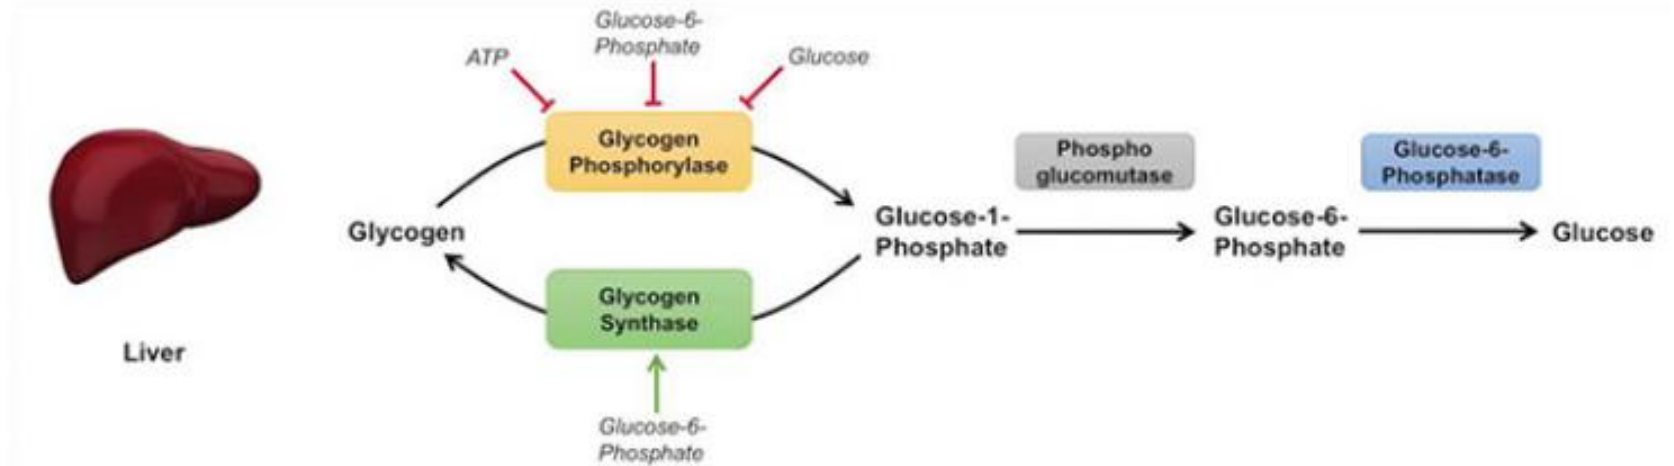 Glucose-6-
Phosphate
ATP
Glucose
Glycogen
Phosphorylase
Phospho
glucomutase
Glucose-6-
Phosphatase
Glycogen
Glucose-1-
Phosphate
Glucose-6-
Phosphate
Glucose
Glycogen
Synthase
Liver
Glucose-6-
Phosphate